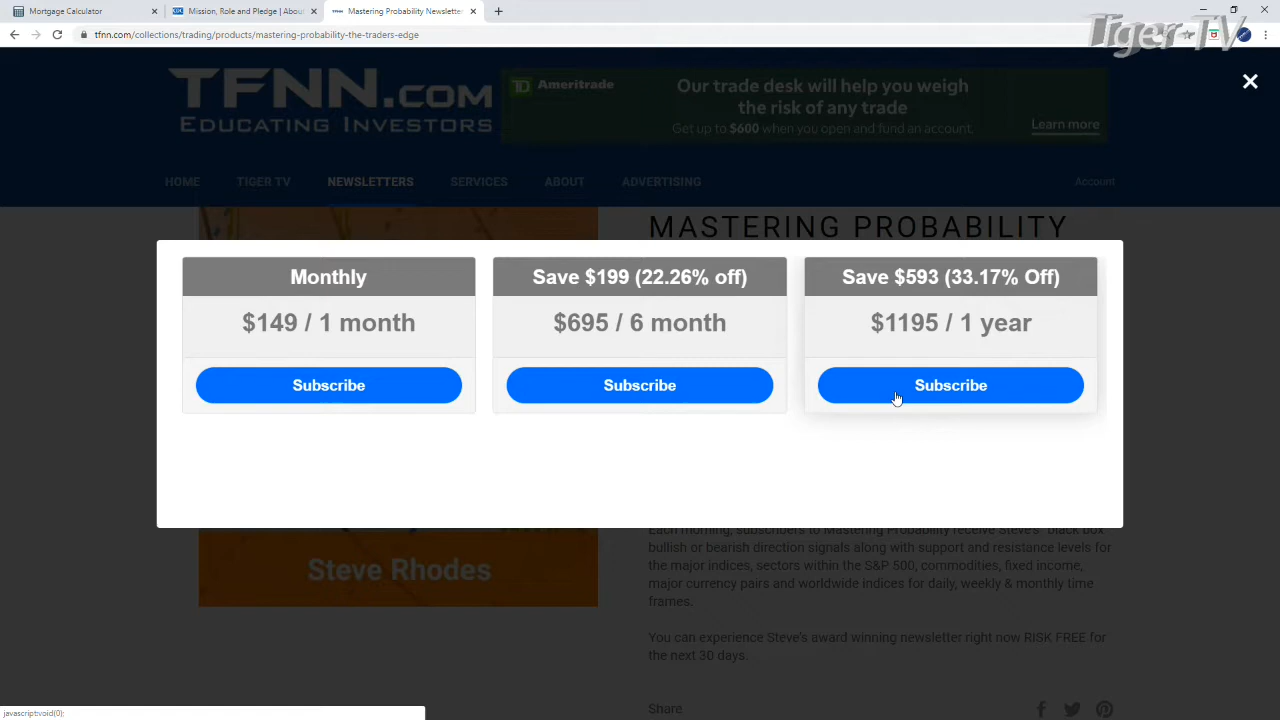 Mortgage Calculator
Mission, Role and Pledge | Abou
Mastering Probability Newslette
Tiger-TV
tfnn.com/collections/trading/products/mastering-probability-the-traders-edge
TFNN.com
Educating Investors
TD Ameritrade
Our trade desk will help you weigh
the risk of any trade
Get up to $600 when you open and fund an account.
Learn more
HOME
TIGER TV
NEWSLETTERS
SERVICES
ABOUT
ADVERTISING
Account
MASTERING PROBABILITY
Monthly
$149 / 1 month
Subscribe
Save $199 (22.26% off)
$695 / 6 month
Subscribe
Save $593 (33.17% Off)
$1195 / 1 year
Subscribe
Steve Rhodes
Each morning, subscribers to Mastering Probability receive Steve's "black box"
bullish or bearish direction signals along with support and resistance levels for
the major indices, sectors within the S&P 500, commodities, fixed income,
major currency pairs and worldwide indices for daily, weekly & monthly time
frames.
You can experience Steve's award winning newsletter right now RISK FREE for
the next 30 days.
Share
javascript:void(0);